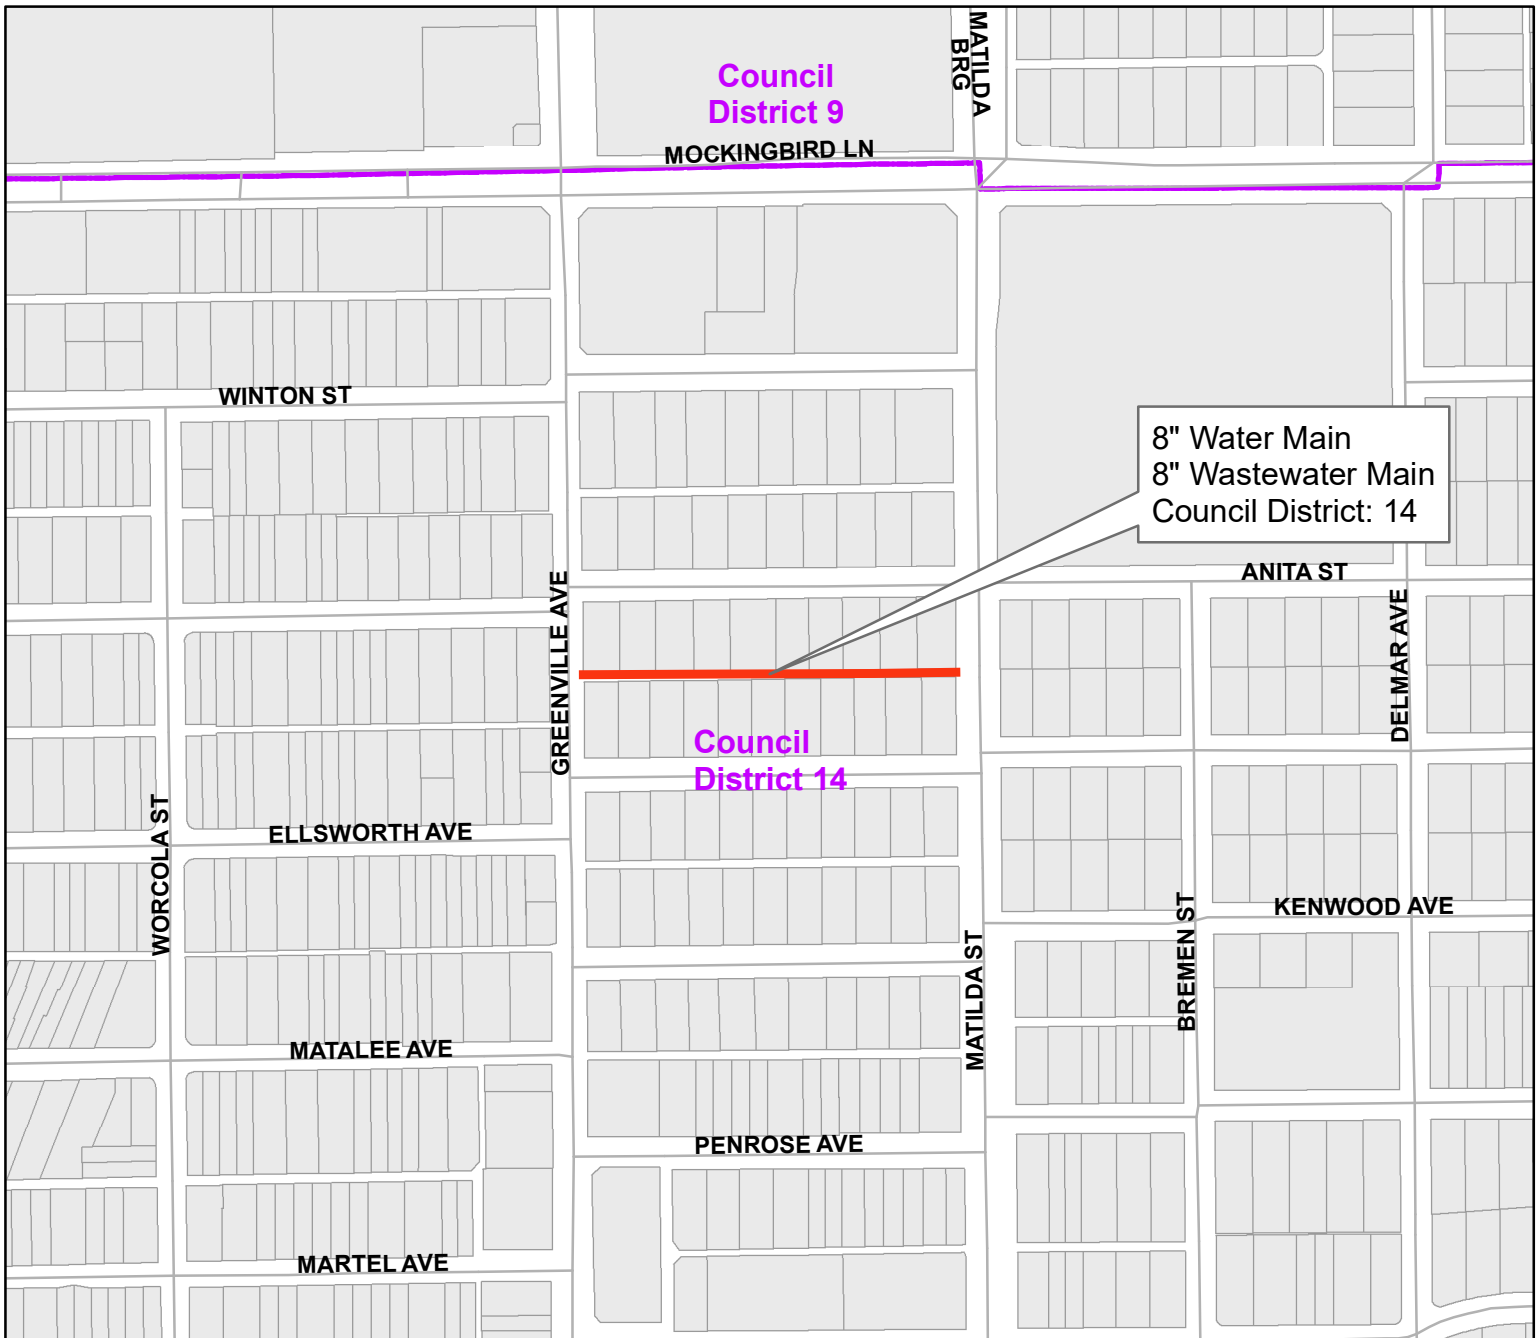 MATILDA
BRG
Council
District 9
MOCKINGBIRD LN
WINTON ST
8" Water Main
8" Wastewater Main
Council District: 14
ANITA ST
GREENVILLE AVE
DELMAR AVE
Council
District 14
WORCOLA ST
ELLSWORTH AVE
KENWOOD AVE
BREMEN ST
MATILDA ST
MATALEE AVE
PENROSE AVE
MARTEL AVE